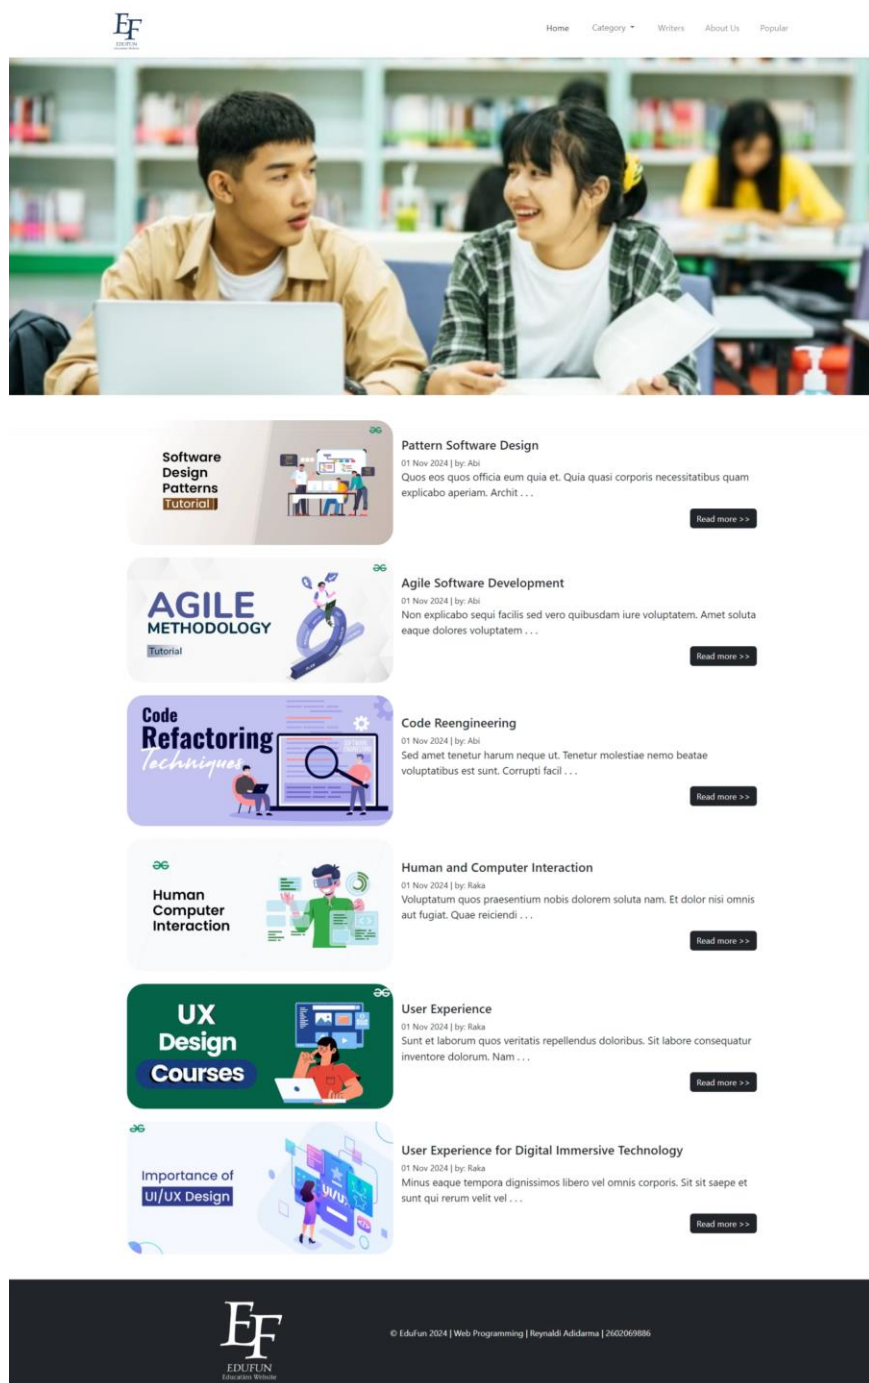 EF
EDUFUN
Education Website
Home Category Writers About Us Popular
Software
Design
Patterns
Tutorial
Pattern Software Design
01 Nov 2024 | by: Abi
Quos eos quos officia eum quia et. Quia quasi corporis necessitatibus quam
explicabo aperiam. Archit . . .
Read more >>
AGILE
METHODOLOGY
Tutorial
Agile Software Development
01 Nov 2024 | by: Abi
Non explicabo sequi facilis sed vero quibusdam iure voluptatem. Amet soluta
eaque dolores voluptatem . . .
Read more >>
Code
Refactoring
Techniques
Code Reengineering
01 Nov 2024 | by: Abi
Sed amet tenetur harum neque ut. Tenetur molestiae nemo beatae
voluptatibus est sunt. Corrupti facil . . .
Read more >>
Human
Computer
Interaction
Human and Computer Interaction
01 Nov 2024 | by: Raka
Voluptatum quos praesentium nobis dolorem soluta nam. Et dolor nisi omnis
aut fugiat. Quae reiciendi . . .
Read more >>
UX
Design
Courses
User Experience
01 Nov 2024 | by: Raka
Sunt et laborum quos veritatis repellendus doloribus. Sit labore consequatur
inventore dolorum. Nam . . .
Read more >>
Importance of
UI/UX Design
UI/UX
User Experience for Digital Immersive Technology
01 Nov 2024 | by: Raka
Minus eaque tempora dignissimos libero vel omnis corporis. Sit sit saepe et
sunt qui rerum velit vel . . .
Read more >>
EF
EDUFUN
Education Website
© EduFun 2024 | Web Programming | Reynaldi Adidarma | 2602069886